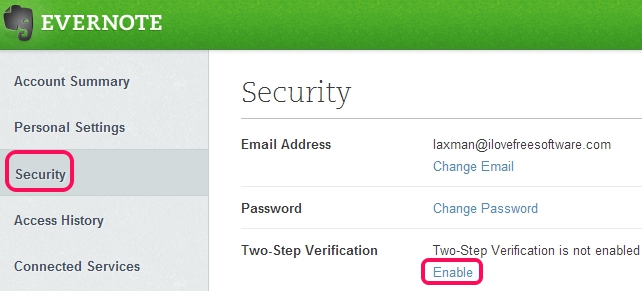 EVERNOTE
Account Summary
Personal Settings
Security
Access History
Connected Services
Security
Email Address
laxman@ilovefreesoftware.com
Change Email
Password
Change Password
Two-Step Verification
Two-Step Verification is not enabled
Enable